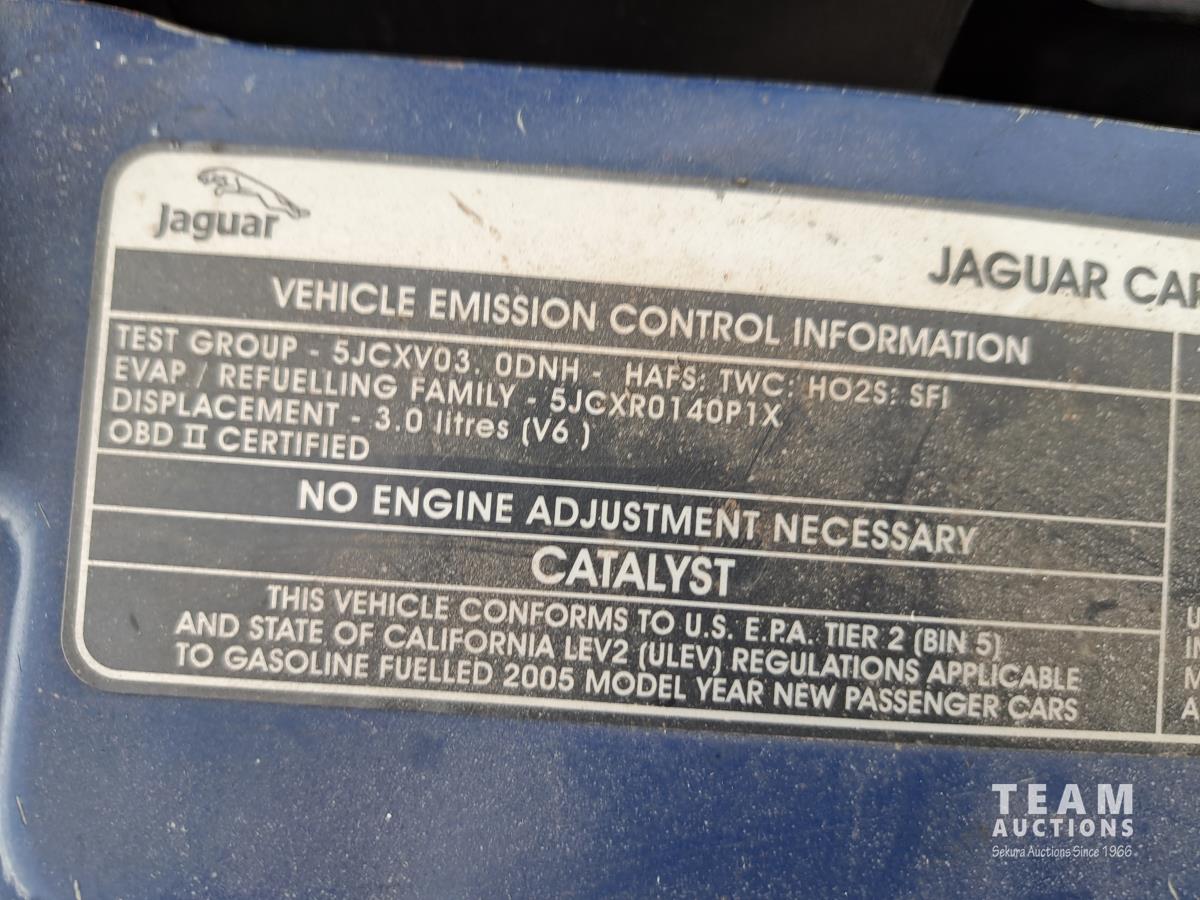 Jaguar
JAGUAR CAR
VEHICLE EMISSION CONTROL INFORMATION
TEST GROUP - 5JCXV03. 0DNH - HAFS: TWC: HO2S: SFI
EVAP / REFUELLING FAMILY - 5JCXR0140P1X
DISPLACEMENT - 3.0 litres (V6 )
OBD II CERTIFIED
NO ENGINE ADJUSTMENT NECESSARY
CATALYST
THIS VEHICLE CONFORMS TO U.S. E.P.A. TIER 2 (BIN 5)
AND STATE OF CALIFORNIA LEV2 (ULEV) REGULATIONS APPLICABLE
TO GASOLINE FUELLED 2005 MODEL YEAR NEW PASSENGER CARS
TEAM
AUCTIONS
Sekura Auctions Since 1966